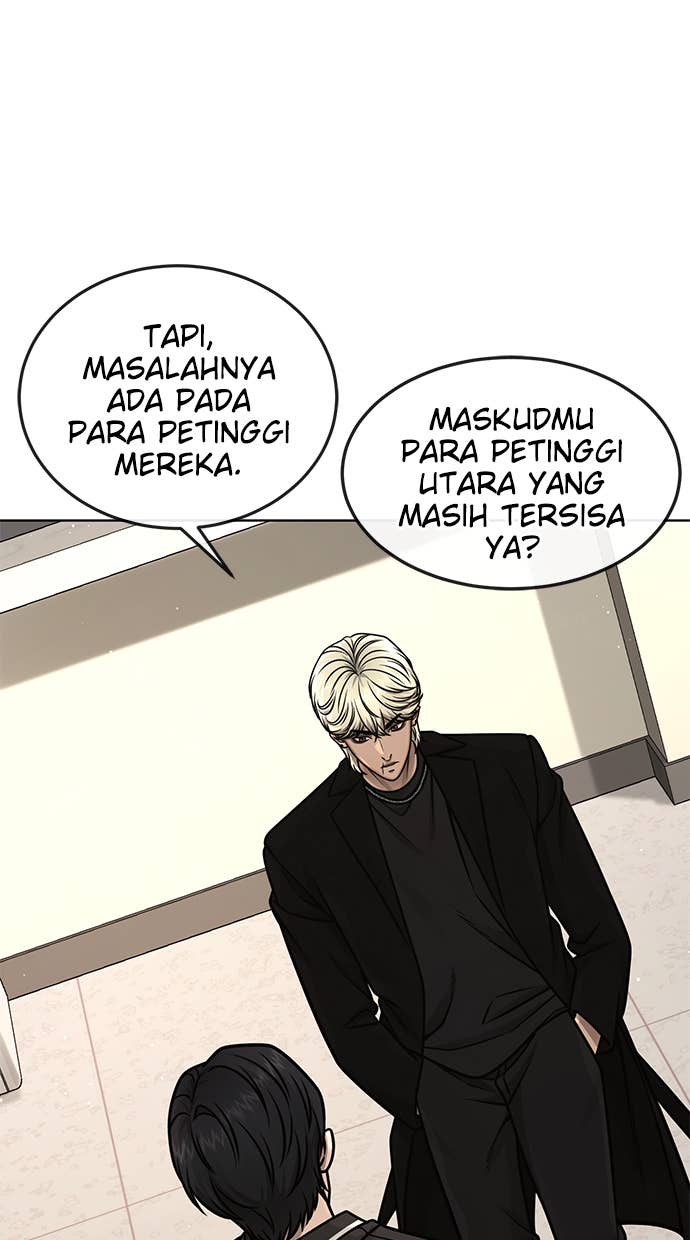 TAPI,
MASALAHNYA
ADA PADA
PARA PETINGGI
MEREKA.
MASKUDMU
PARA PETINGGI
UTARA YANG
MASIH TERSISA
YA?